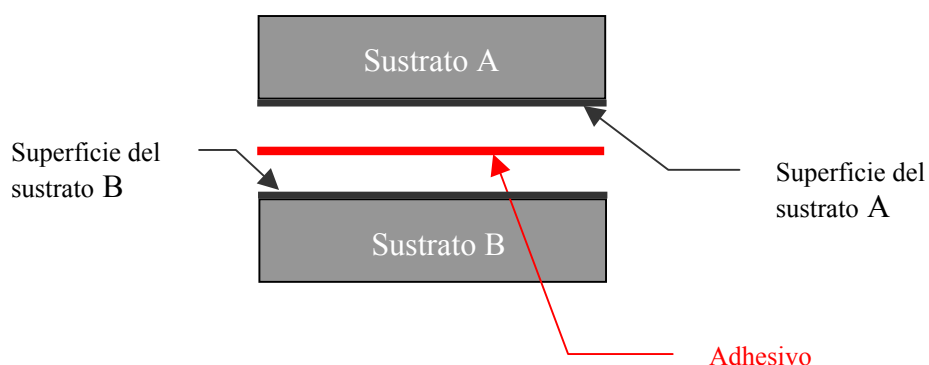 Sustrato A
Superficie del
sustrato B
Superficie del
sustrato A
Sustrato B
Adhesivo